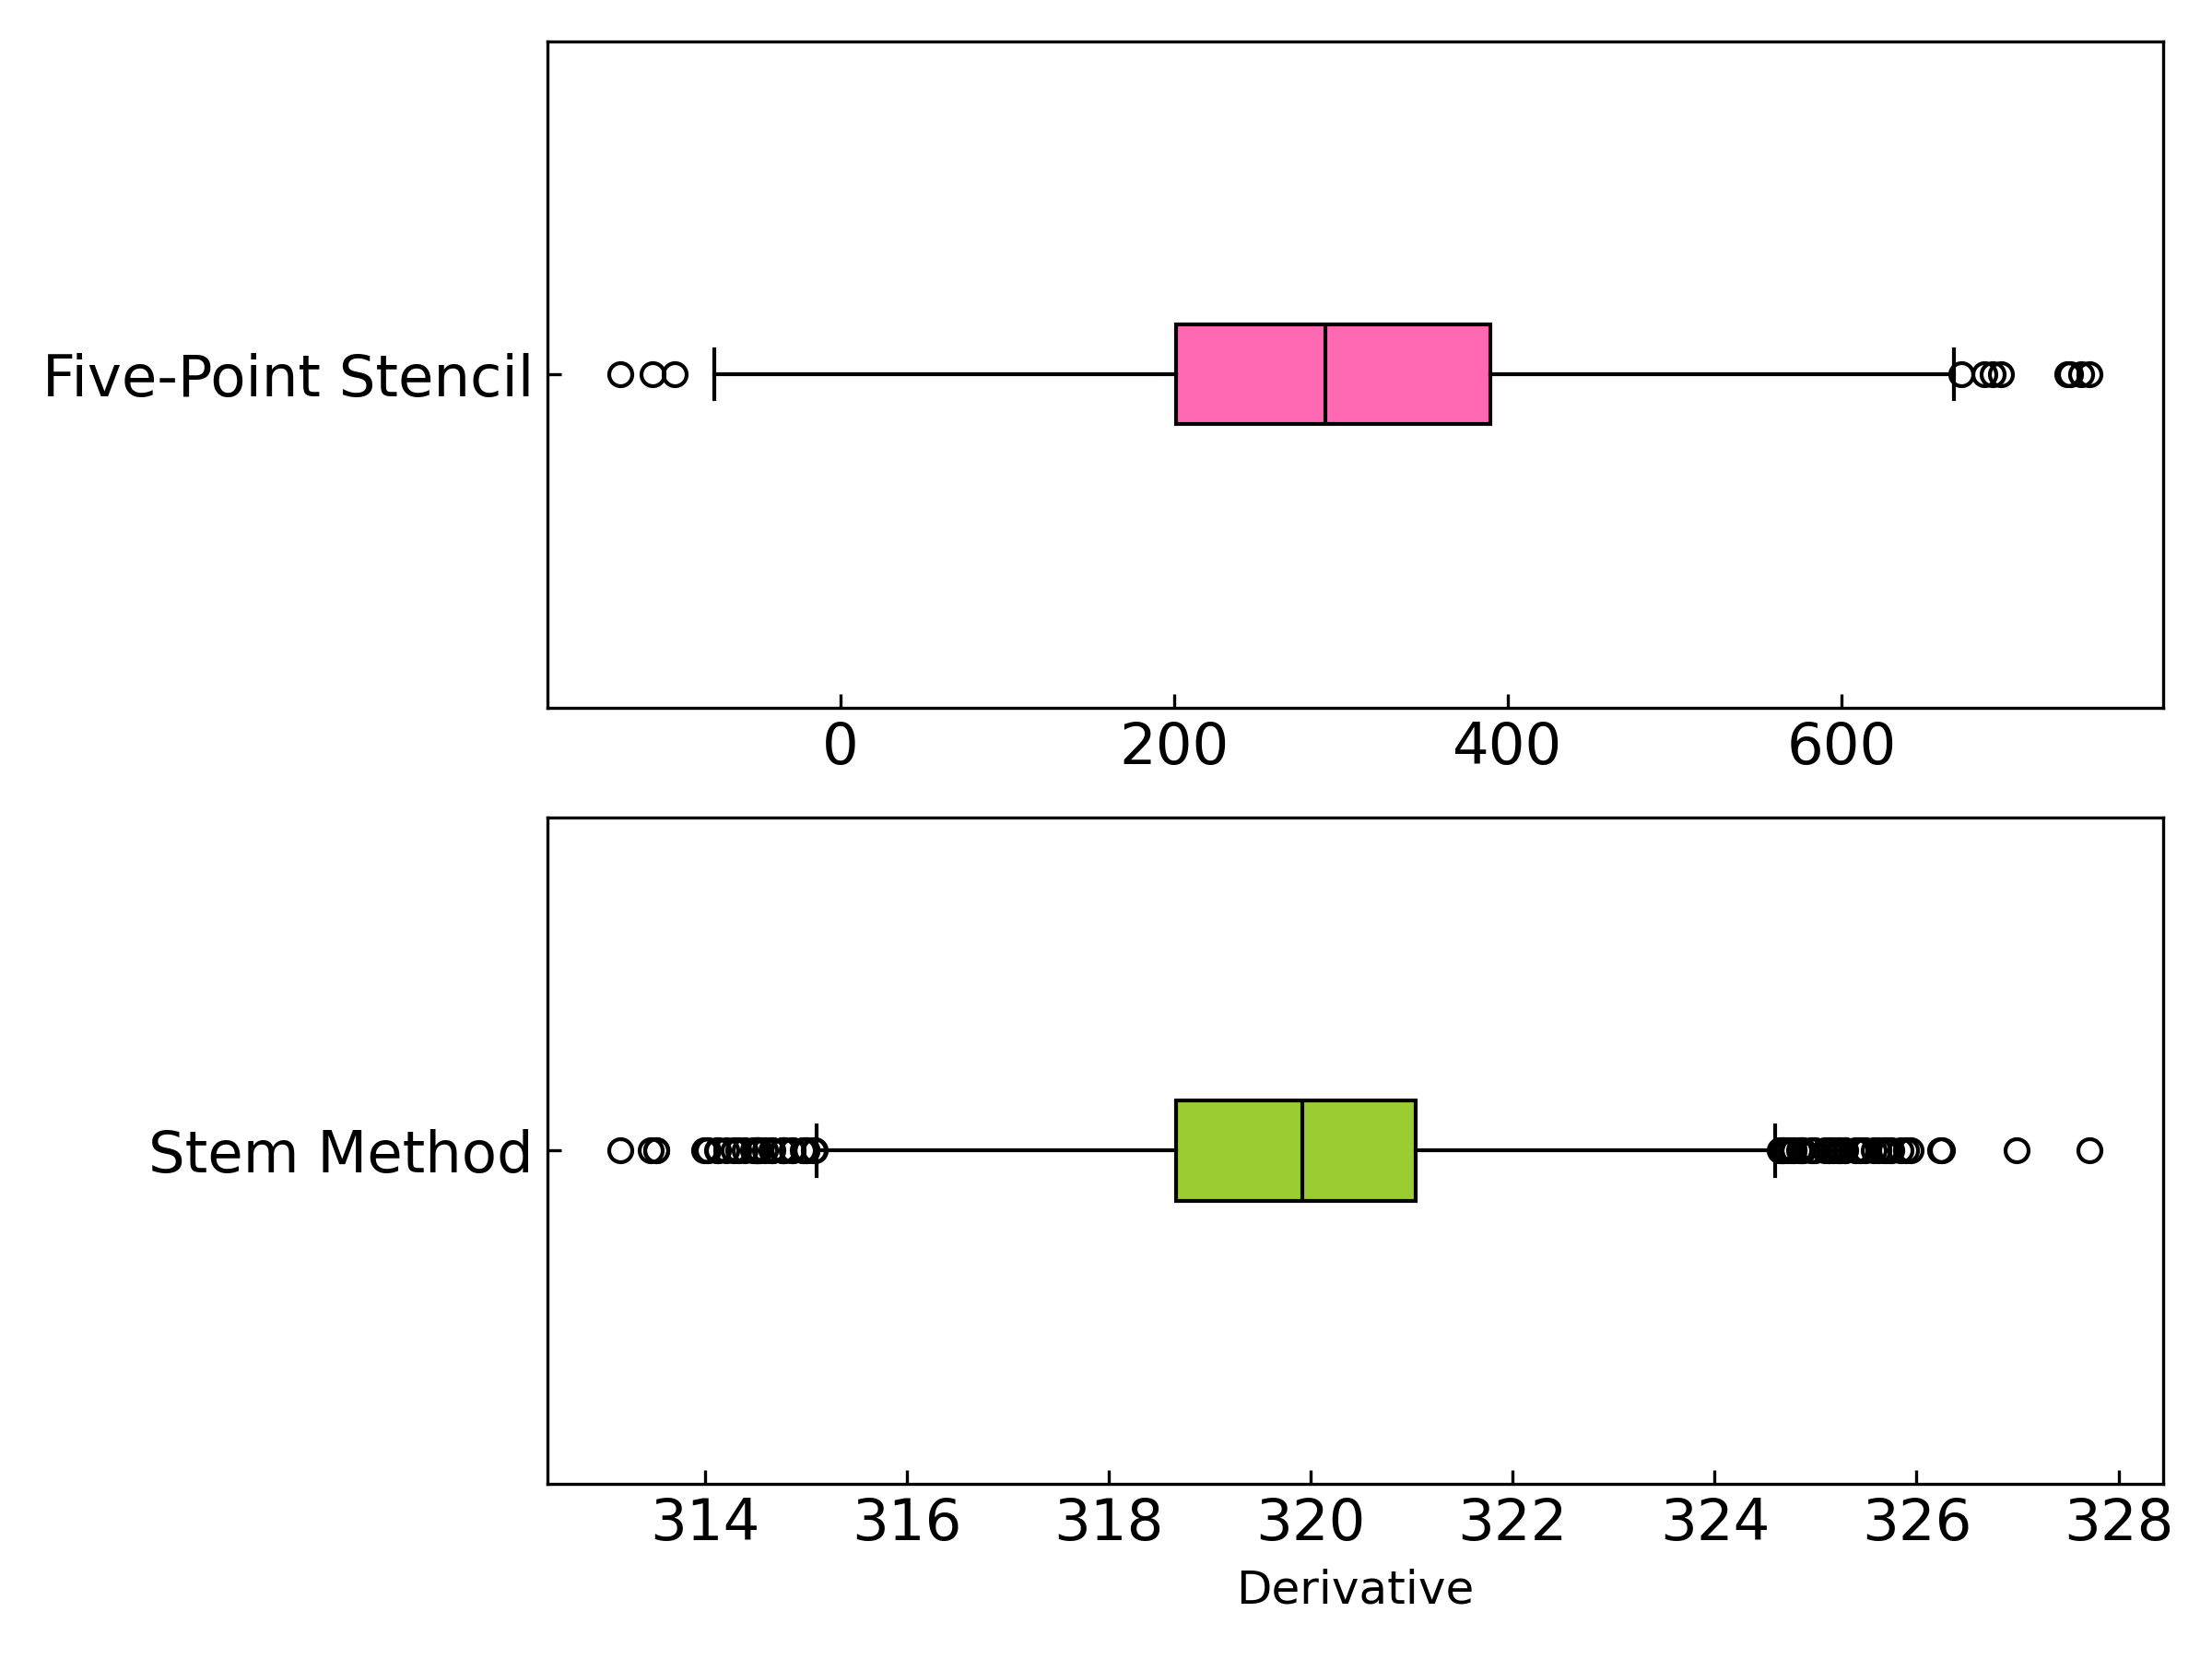 Five-Point Stencil
0 200 400 600
Stem Method
314 316 318 320 322 324 326 328
Derivative